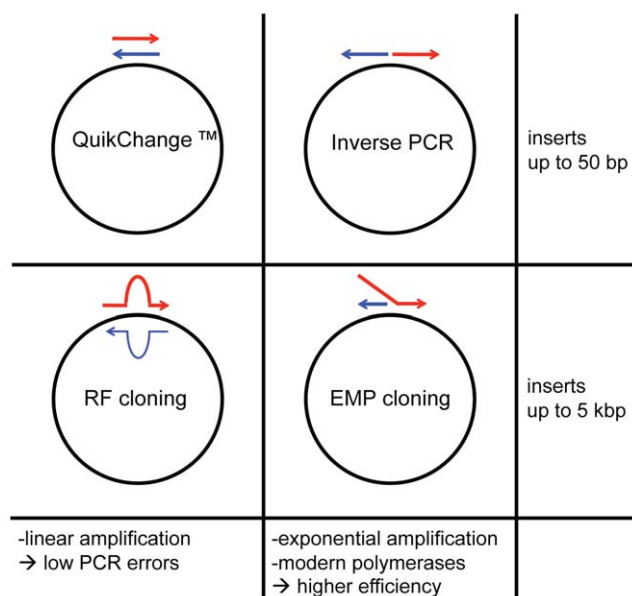 QuikChange ™
Inverse PCR
inserts
up to 50 bp
RF cloning
EMP cloning
inserts
up to 5 kbp
-linear amplification
→ low PCR errors
-exponential amplification
-modern polymerases
→ higher efficiency